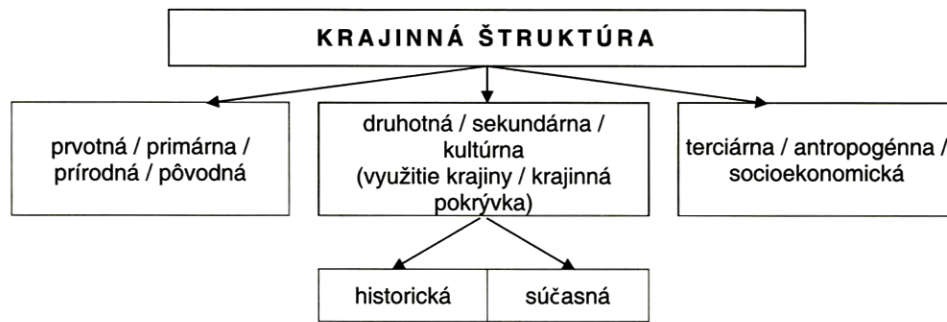 KRAJINNÁ ŠTRUKTÚRA
prvotná / primárna /
prírodná / pôvodná
druhotná / sekundárna /
kultúrna
(využitie krajiny / krajinná
pokrývka)
terciárna / antropogénna /
socioekonomická
historická
súčasná